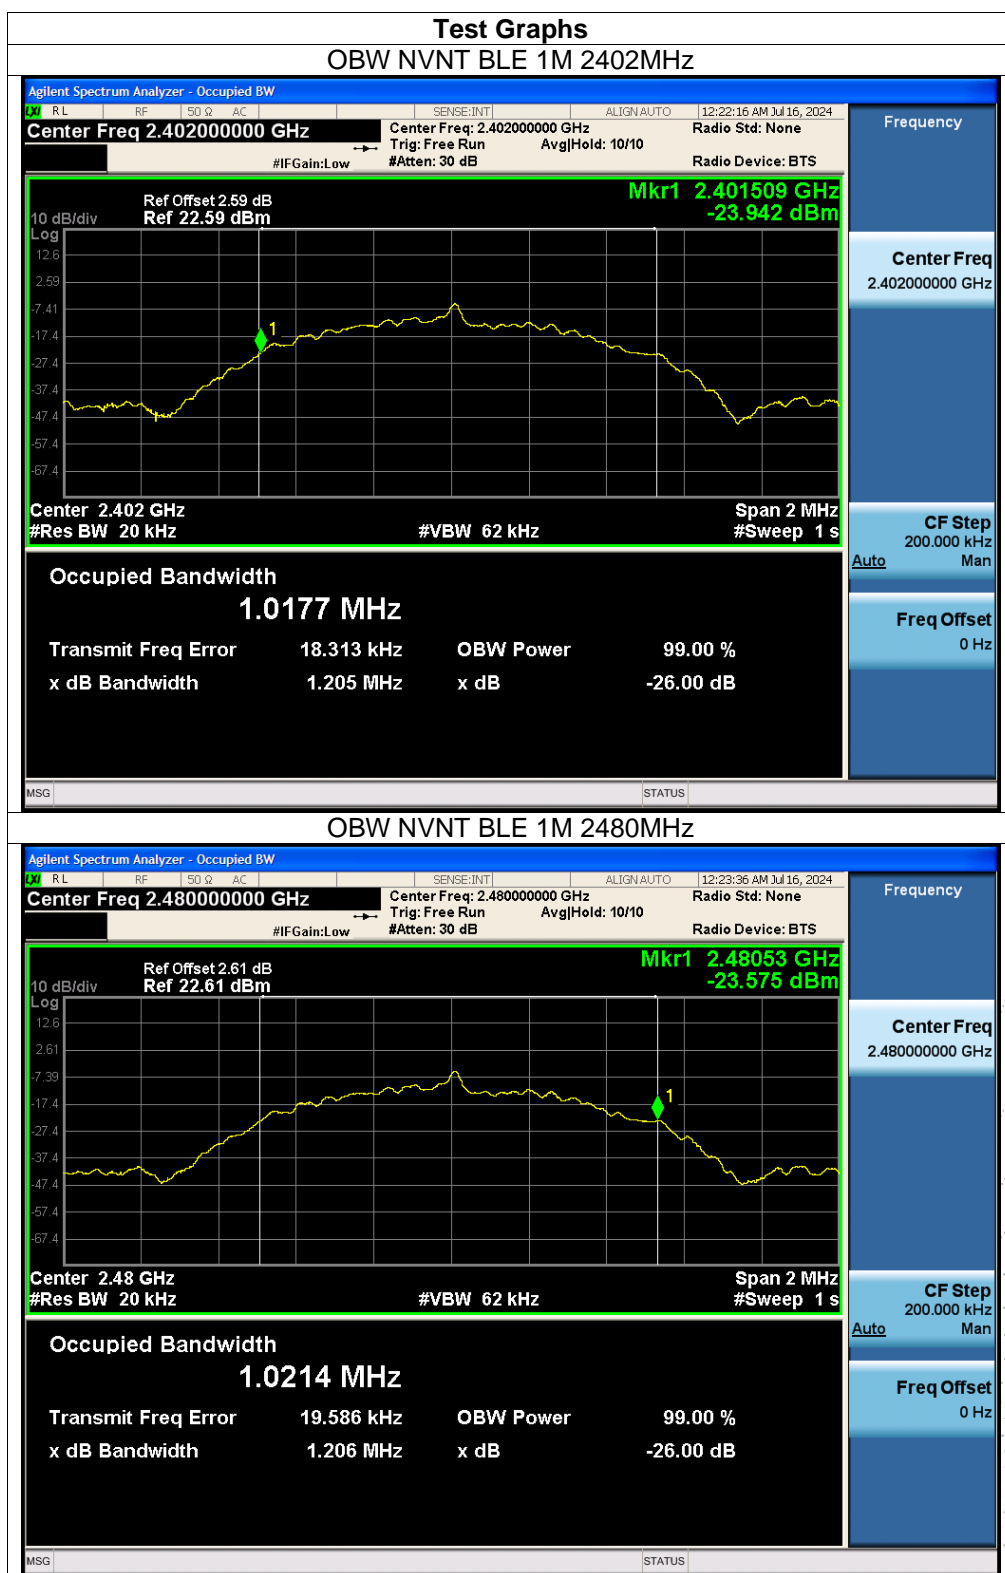 Test Graphs
OBW NVNT BLE 1M 2402MHz
Agilent Spectrum Analyzer - Occupied BW
LXI RL RF 50 Ω AC SENSE:INT ALIGN AUTO 12:22:16 AM Jul 16, 2024
Center Freq 2.402000000 GHz
Center Freq: 2.402000000 GHz Radio Std: None
Trig: Free Run Avg|Hold: 10/10
#IFGain:Low #Atten: 30 dB Radio Device: BTS
Frequency
Mkr1 2.401509 GHz
-23.942 dBm
Ref Offset 2.59 dB
10 dB/div Ref 22.59 dBm
Log
12.6
2.59
-7.41
-17.4
-27.4
-37.4
-47.4
-57.4
-67.4
1
Center 2.402 GHz Span 2 MHz
#Res BW 20 kHz #VBW 62 kHz #Sweep 1 s
Center Freq
2.402000000 GHz
CF Step
200.000 kHz
Auto Man
Freq Offset
0 Hz
Occupied Bandwidth
1.0177 MHz
Transmit Freq Error 18.313 kHz OBW Power 99.00 %
x dB Bandwidth 1.205 MHz x dB -26.00 dB
MSG STATUS
OBW NVNT BLE 1M 2480MHz
Agilent Spectrum Analyzer - Occupied BW
LXI RL RF 50 Ω AC SENSE:INT ALIGN AUTO 12:23:36 AM Jul 16, 2024
Center Freq 2.480000000 GHz
Center Freq: 2.480000000 GHz Radio Std: None
Trig: Free Run Avg|Hold: 10/10
#IFGain:Low #Atten: 30 dB Radio Device: BTS
Frequency
Mkr1 2.48053 GHz
-23.575 dBm
Ref Offset 2.61 dB
10 dB/div Ref 22.61 dBm
Log
12.6
2.61
-7.39
-17.4
-27.4
-37.4
-47.4
-57.4
-67.4
1
Center 2.48 GHz Span 2 MHz
#Res BW 20 kHz #VBW 62 kHz #Sweep 1 s
Center Freq
2.480000000 GHz
CF Step
200.000 kHz
Auto Man
Freq Offset
0 Hz
Occupied Bandwidth
1.0214 MHz
Transmit Freq Error 19.586 kHz OBW Power 99.00 %
x dB Bandwidth 1.206 MHz x dB -26.00 dB
MSG STATUS